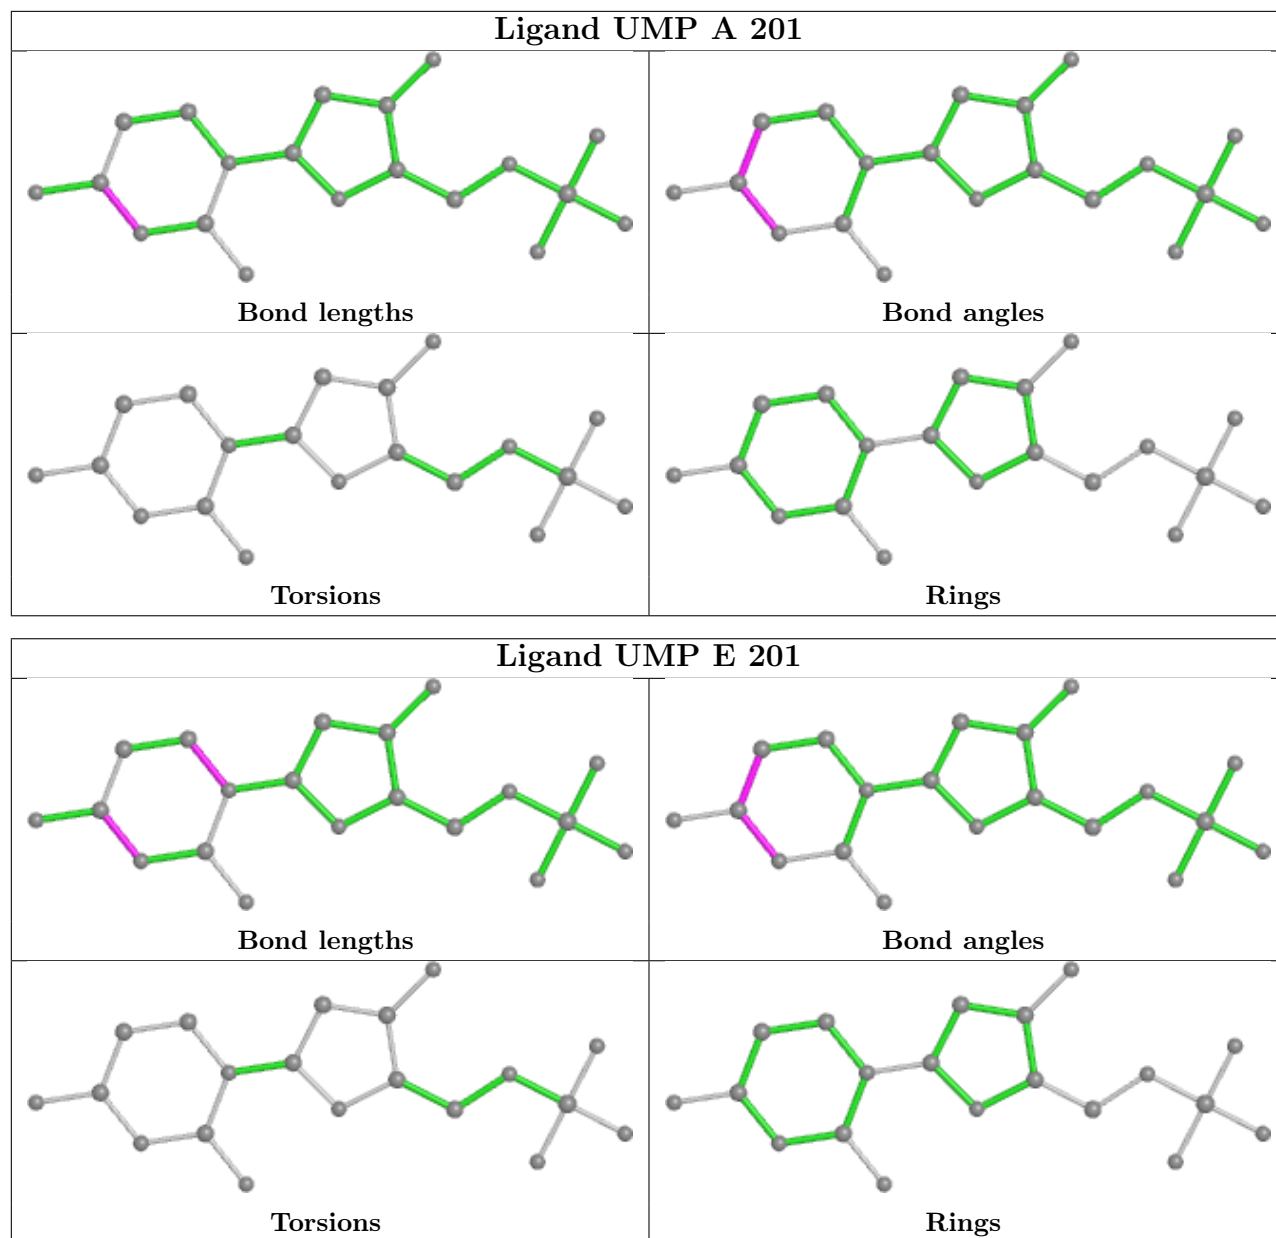 Ligand UMP A 201
Bond lengths
Bond angles
Torsions
Rings
Ligand UMP E 201
Bond lengths
Bond angles
Torsions
Rings